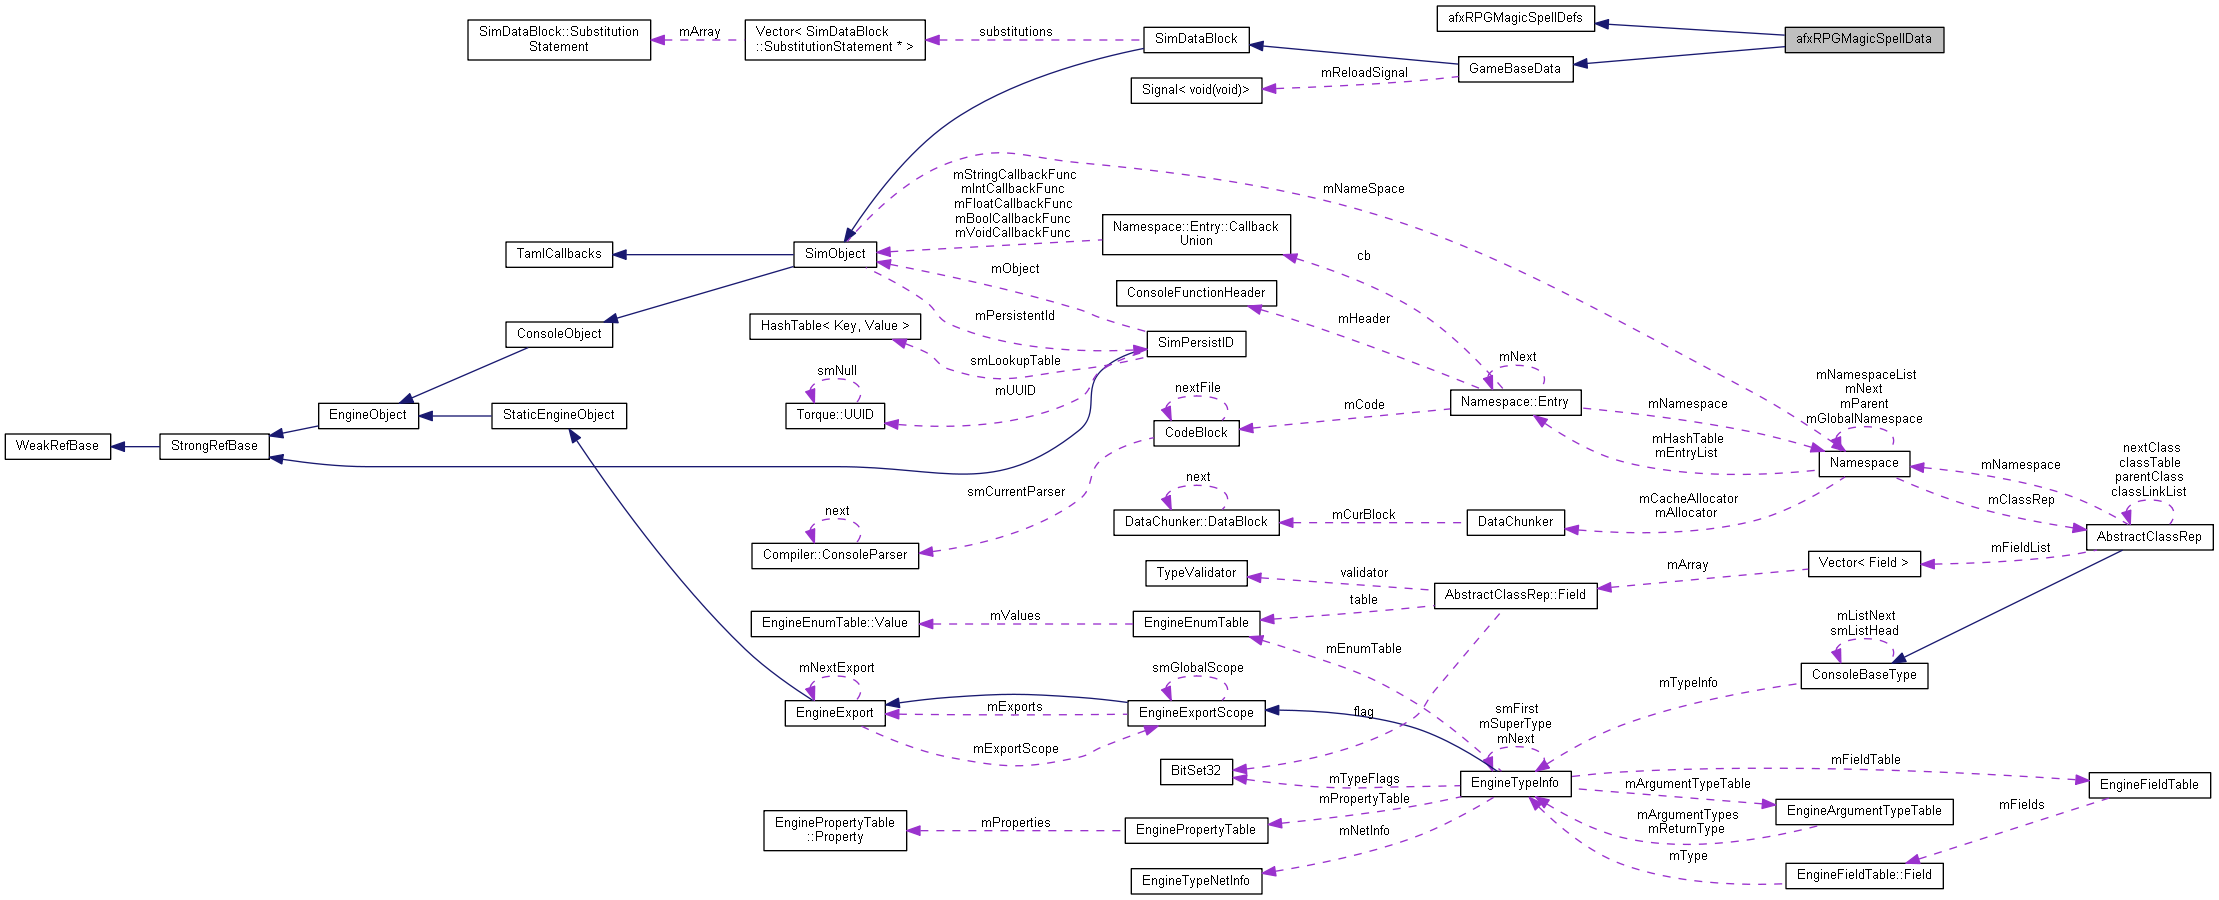 afxRPGMagicSpellDefs
SimDataBlock::Substitution
Statement
mArray
Vector< SimDataBlock
::SubstitutionStatement * >
substitutions
SimDataBlock
afxRPGMagicSpellData
GameBaseData
mReloadSignal
Signal< void(void)>
mStringCallbackFunc
mIntCallbackFunc
mFloatCallbackFunc
mBoolCallbackFunc
mVoidCallbackFunc
mNameSpace
Namespace::Entry::Callback
Union
TamlCallbacks
SimObject
cb
mObject
ConsoleFunctionHeader
mPersistentId
mHeader
HashTable< Key, Value >
ConsoleObject
SimPersistID
smLookupTable
mNext
smNull
mUUID
nextFile
mNamespaceList
mNext
mParent
mGlobalNamespace
EngineObject
StaticEngineObject
Torque::UUID
mCode
Namespace::Entry
mNamespace
WeakRefBase
StrongRefBase
CodeBlock
mHashTable
mEntryList
Namespace
mNamespace
nextClass
classTable
parentClass
classLinkList
smCurrentParser
next
mCacheAllocator
mAllocator
mClassRep
next
DataChunker::DataBlock
mCurBlock
DataChunker
AbstractClassRep
Compiler::ConsoleParser
mFieldList
TypeValidator
validator
mArray
Vector< Field >
table
AbstractClassRep::Field
EngineEnumTable::Value
mValues
EngineEnumTable
mListNext
smListHead
mEnumTable
mNextExport
smGlobalScope
ConsoleBaseType
mTypeInfo
EngineExport
mExports
EngineExportScope
flag
smFirst
mSuperType
mNext
mExportScope
BitSet32
mTypeFlags
EngineTypeInfo
mFieldTable
EngineFieldTable
mArgumentTypeTable
mPropertyTable
EngineArgumentTypeTable
mFields
mArgumentTypes
mReturnType
EnginePropertyTable
::Property
mProperties
EnginePropertyTable
mNetInfo
mType
EngineTypeNetInfo
EngineFieldTable::Field